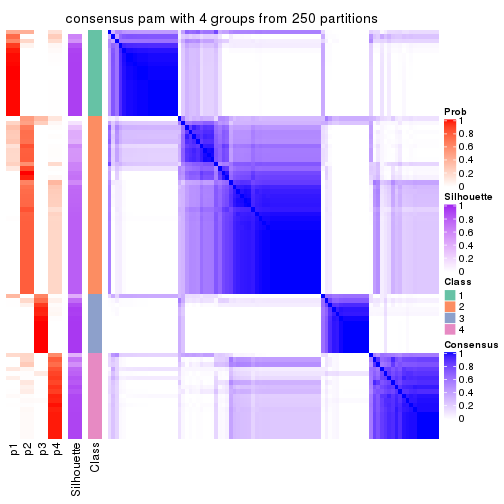 consensus pam with 4 groups from 250 partitions
Prob
1
0.8
0.6
0.4
0.2
0
Silhouette
1
0.8
0.6
0.4
0.2
0
Class
1
2
3
4
Consensus
1
0.8
0.6
0.4
0.2
0
p1
p2
p3
p4
Silhouette
Class